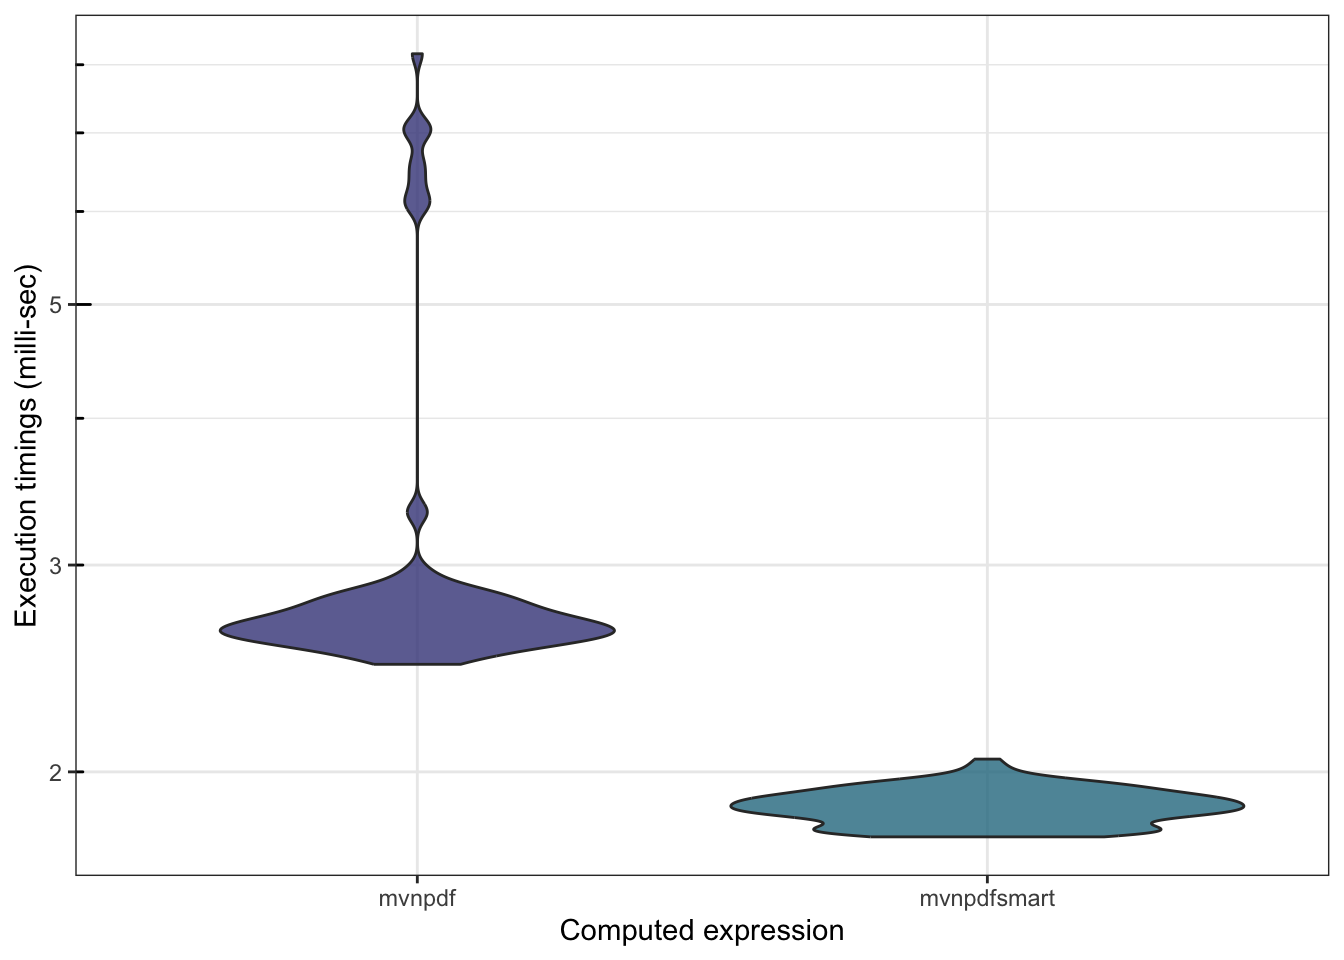 Execution timings (milli-sec)
5
3
2
mvnpdf
mvnpdfsmart
Computed expression